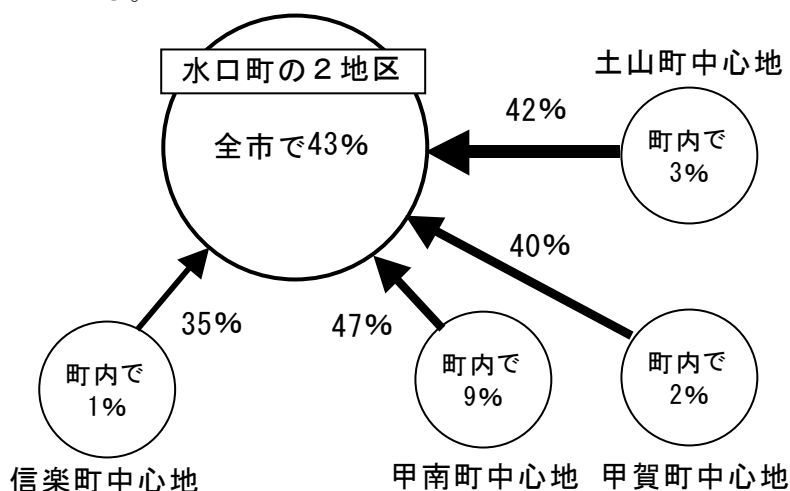 る。
水口町の２地区
全市で43%
土山町中心地
42%
町内で
3%
40%
35%
47%
町内で
1%
町内で
9%
町内で
2%
信楽町中心地
甲南町中心地
甲賀町中心地